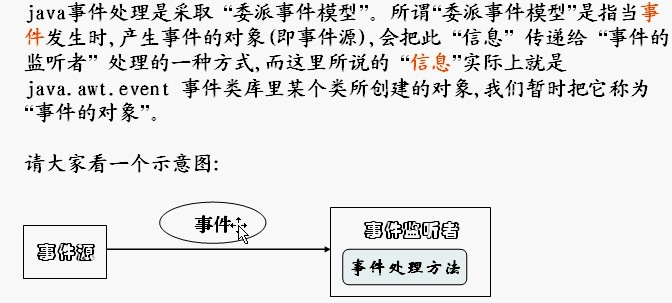 java事件处理是采取 “委派事件模型”。所谓“委派事件模型”是指当事
件发生时,产生事件的对象(即事件源),会把此 “信息” 传递给 “事件的
监听者” 处理的一种方式,而这里所说的 “信息”实际上就是
java.awt.event 事件类库里某个类所创建的对象,我们暂时把它称为
“事件的对象”。
请大家看一个示意图:
事件
事件源
事件监听者
事件处理方法